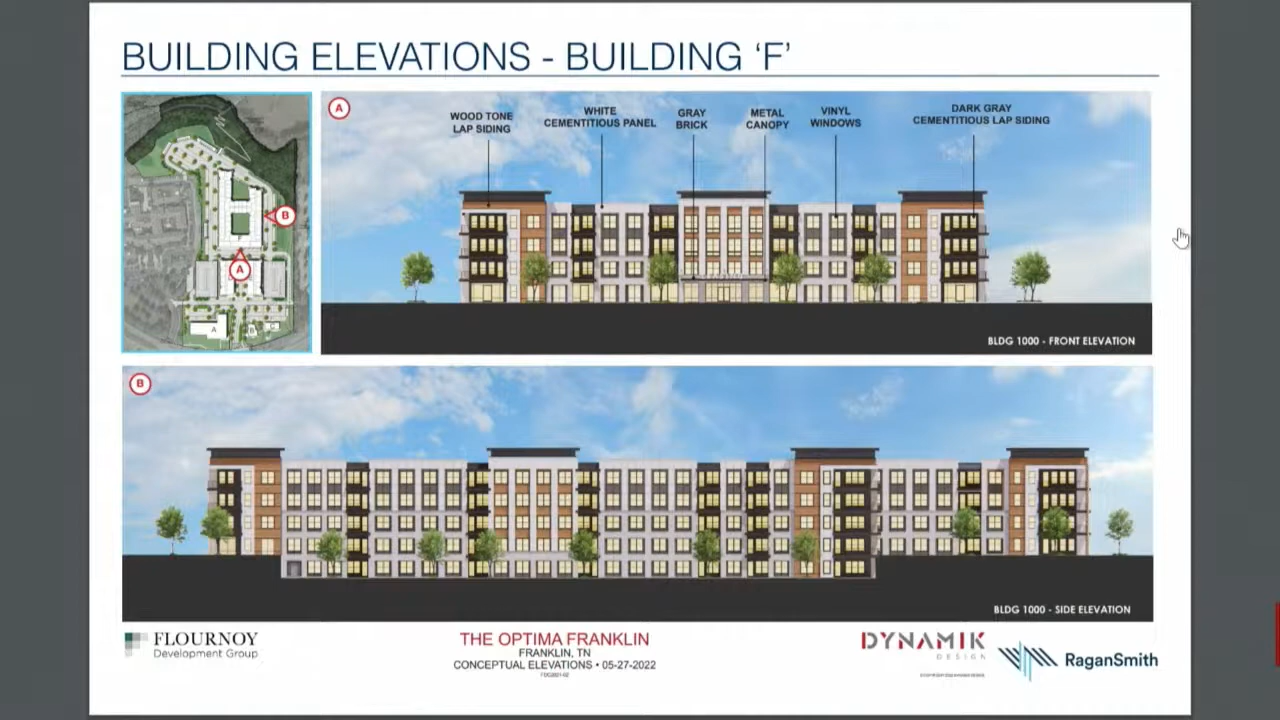 BUILDING ELEVATIONS - BUILDING ‘F’
A
WOOD TONE
LAP SIDING
WHITE
CEMENTITIOUS PANEL
GRAY
BRICK
METAL
CANOPY
VINYL
WINDOWS
DARK GRAY
CEMENTITIOUS LAP SIDING
B
A
A
BLDG 1000 - FRONT ELEVATION
B
BLDG 1000 - SIDE ELEVATION
FLOURNOY
Development Group
THE OPTIMA FRANKLIN
FRANKLIN, TN
CONCEPTUAL ELEVATIONS • 05-27-2022
DYNAMIK
DESIGN
RaganSmith